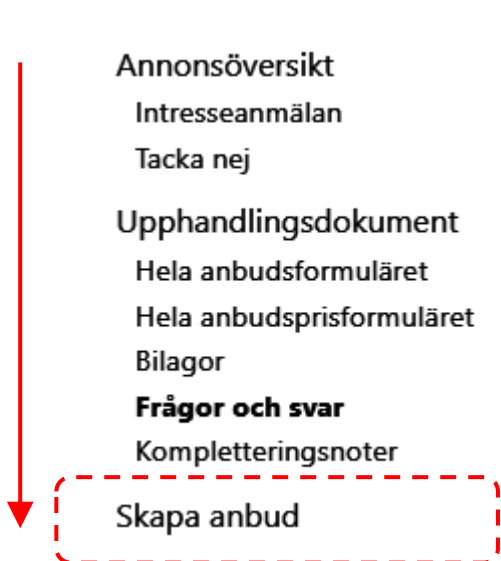 Annonsöversikt
Intresseanmälan
Tacka nej
Upphandlingsdokument
Hela anbudsformuläret
Hela anbudsprisformuläret
Bilagor
Frågor och svar
Kompletteringsnoter
Skapa anbud